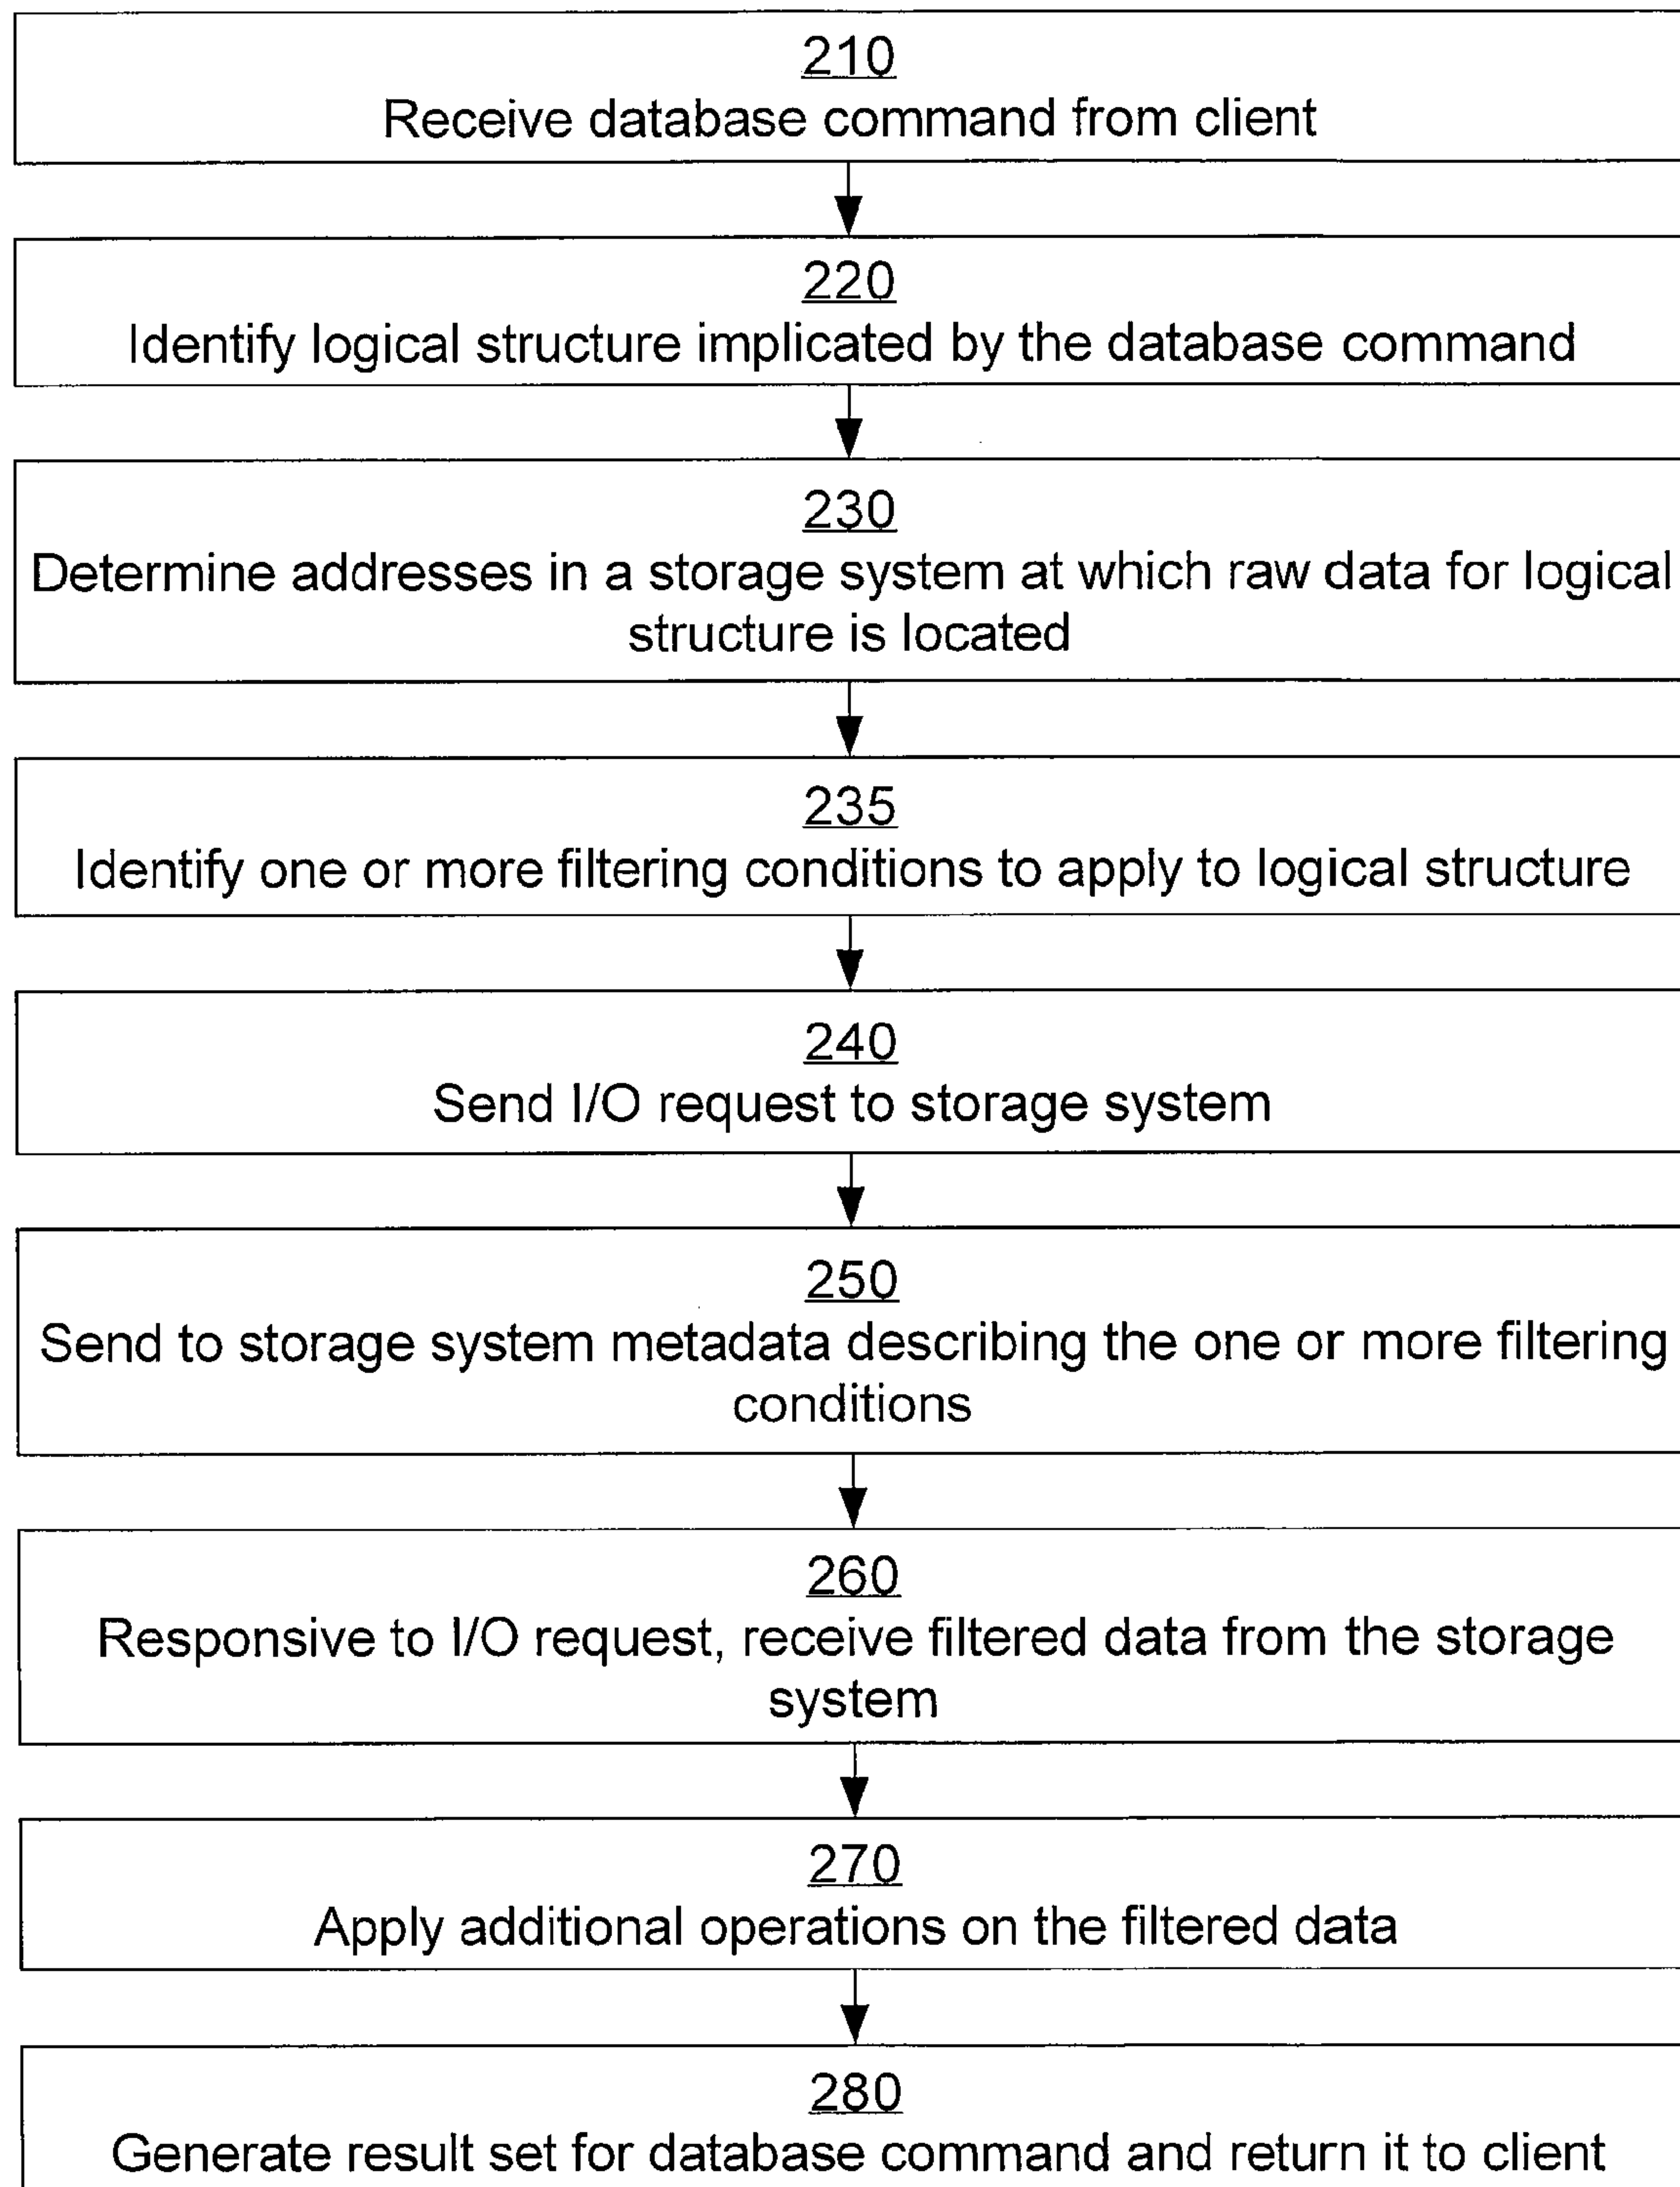 210
Receive database command from client
220
Identify logical structure implicated by the database command
230
Determine addresses in a storage system at which raw data for logical
structure is located
235
Identify one or more filtering conditions to apply to logical structure
240
Send I/O request to storage system
250
Send to storage system metadata describing the one or more filtering
conditions
260
Responsive to I/O request, receive filtered data from the storage
system
270
Apply additional operations on the filtered data
280
Generate result set for database command and return it to client